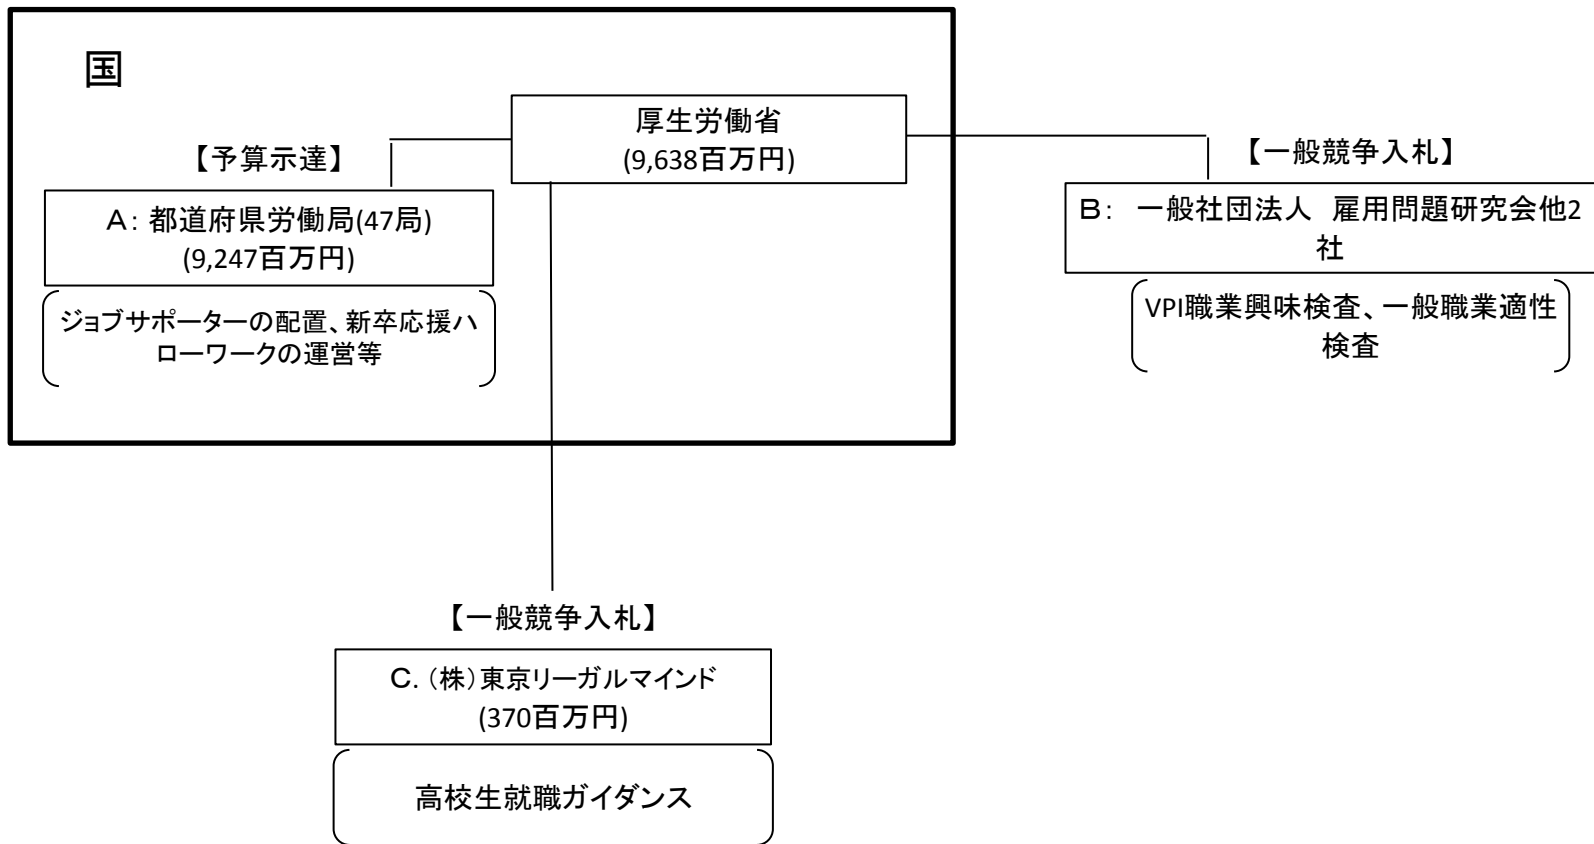 国
厚生労働省
(9,638百万円)
【予算示達】
【一般競争入札】
A: 都道府県労働局(47局)
(9,247百万円)
B: 一般社団法人 雇用問題研究会他2
社
ジョブサポーターの配置、新卒応援ハ
ローワークの運営等
VPI職業興味検査、一般職業適性
検査
【一般競争入札】
C.（株）東京リーガルマインド
(370百万円)
高校生就職ガイダンス